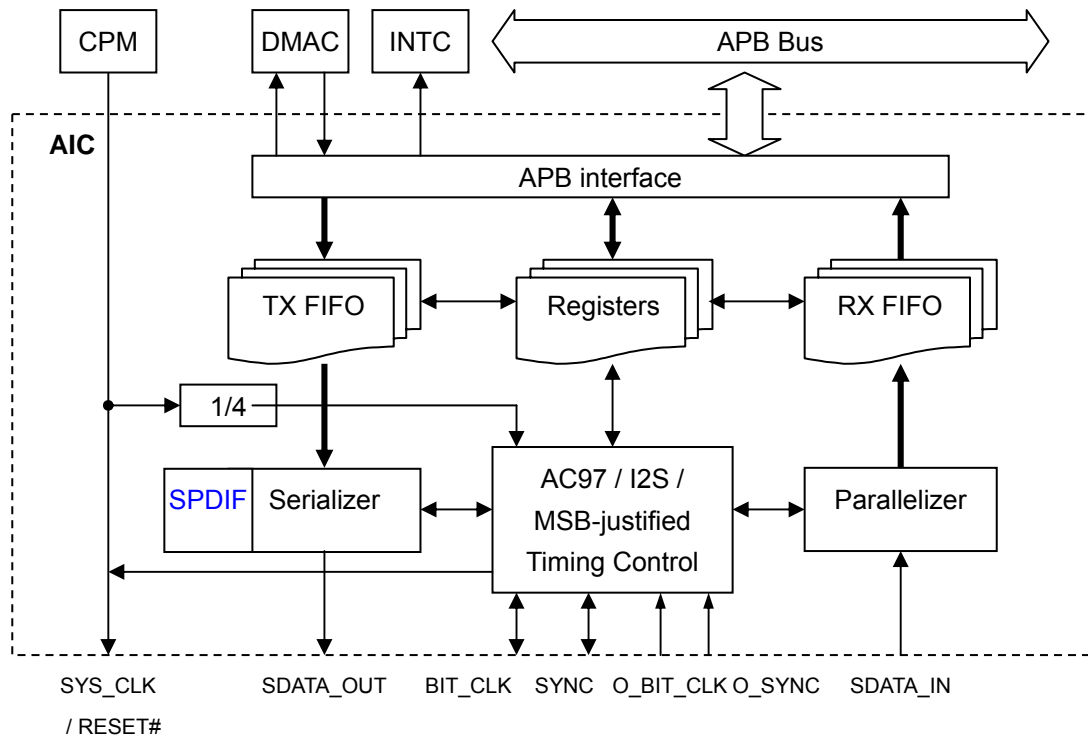 CPM
DMAC
INTC
APB Bus
AIC
APB interface
TX FIFO
Registers
RX FIFO
1/4
SPDIF
Serializer
AC97 / I2S /
MSB-justified
Timing Control
Parallelizer
SYS_CLK
/ RESET#
SDATA_OUT
BIT_CLK
SYNC
O_BIT_CLK
O_SYNC
SDATA_IN